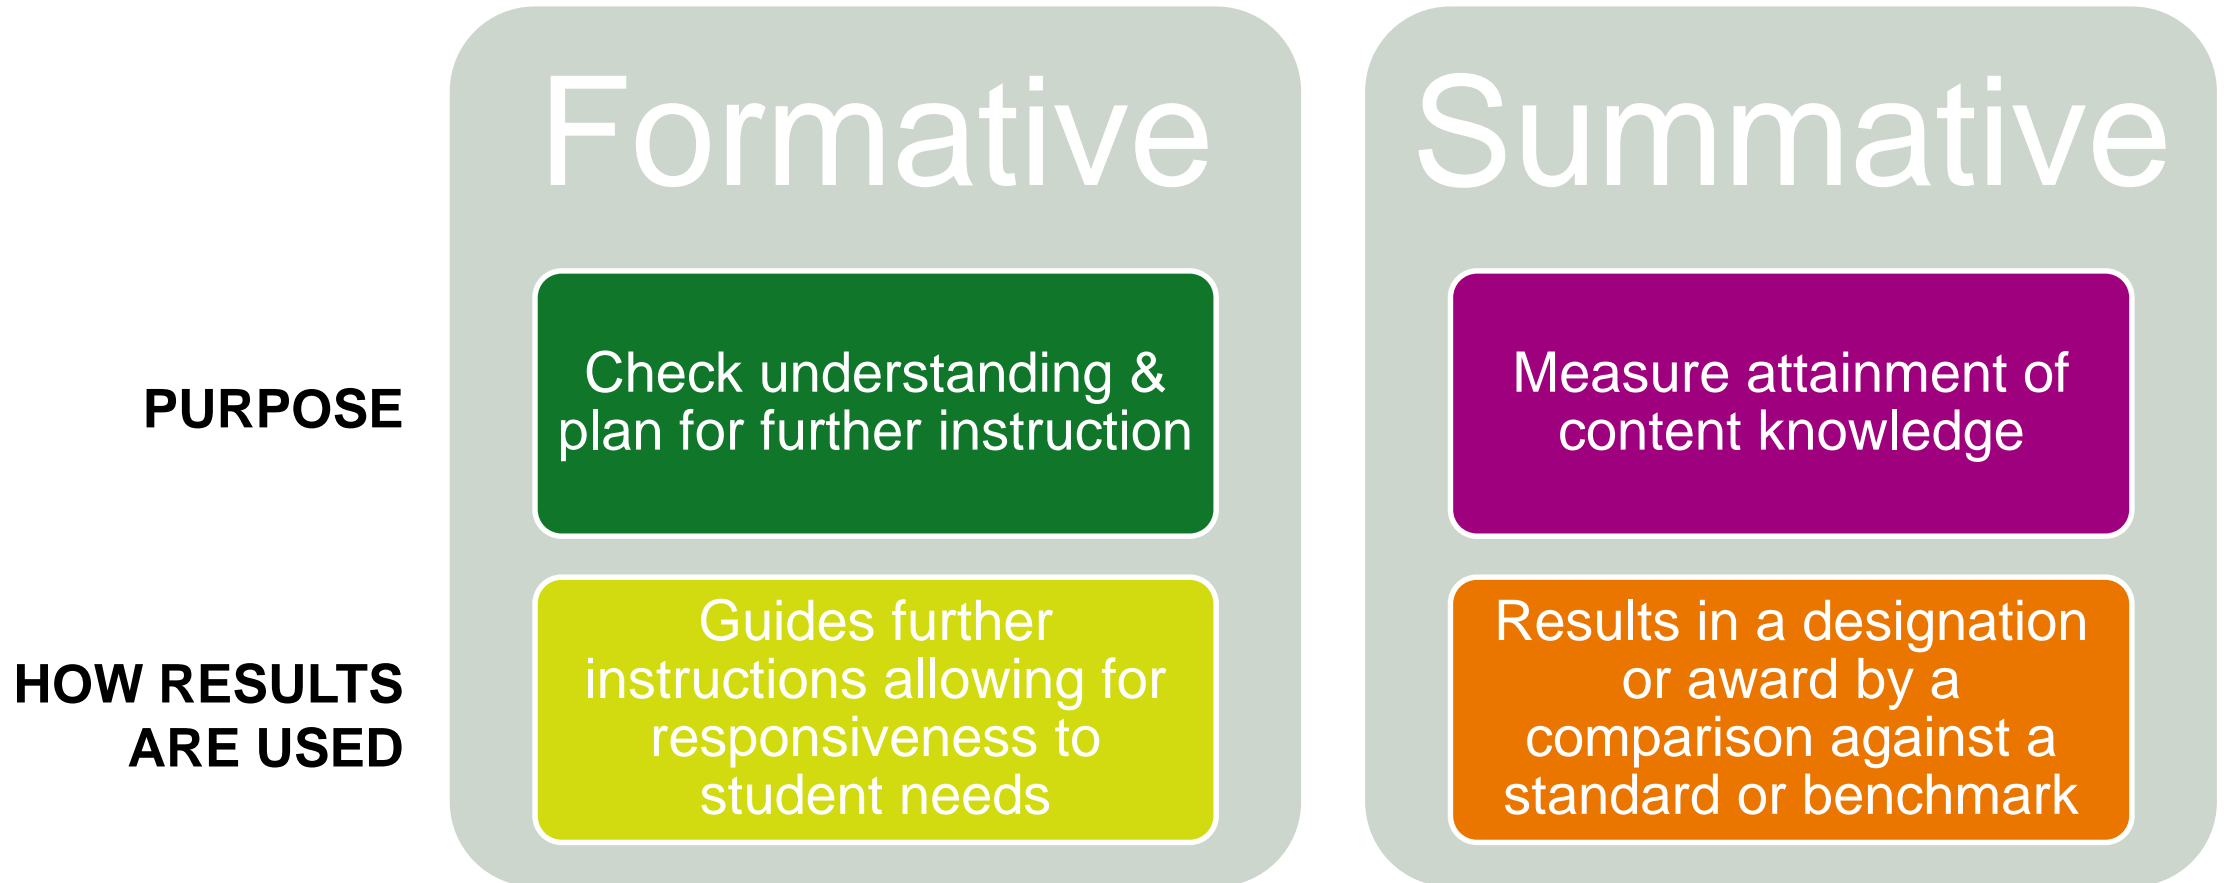 Formative
Summative
PURPOSE
Check understanding &
plan for further instruction
Measure attainment of
content knowledge
HOW RESULTS
ARE USED
Guides further
instructions allowing for
responsiveness to
student needs
Results in a designation
or award by a
comparison against a
standard or benchmark